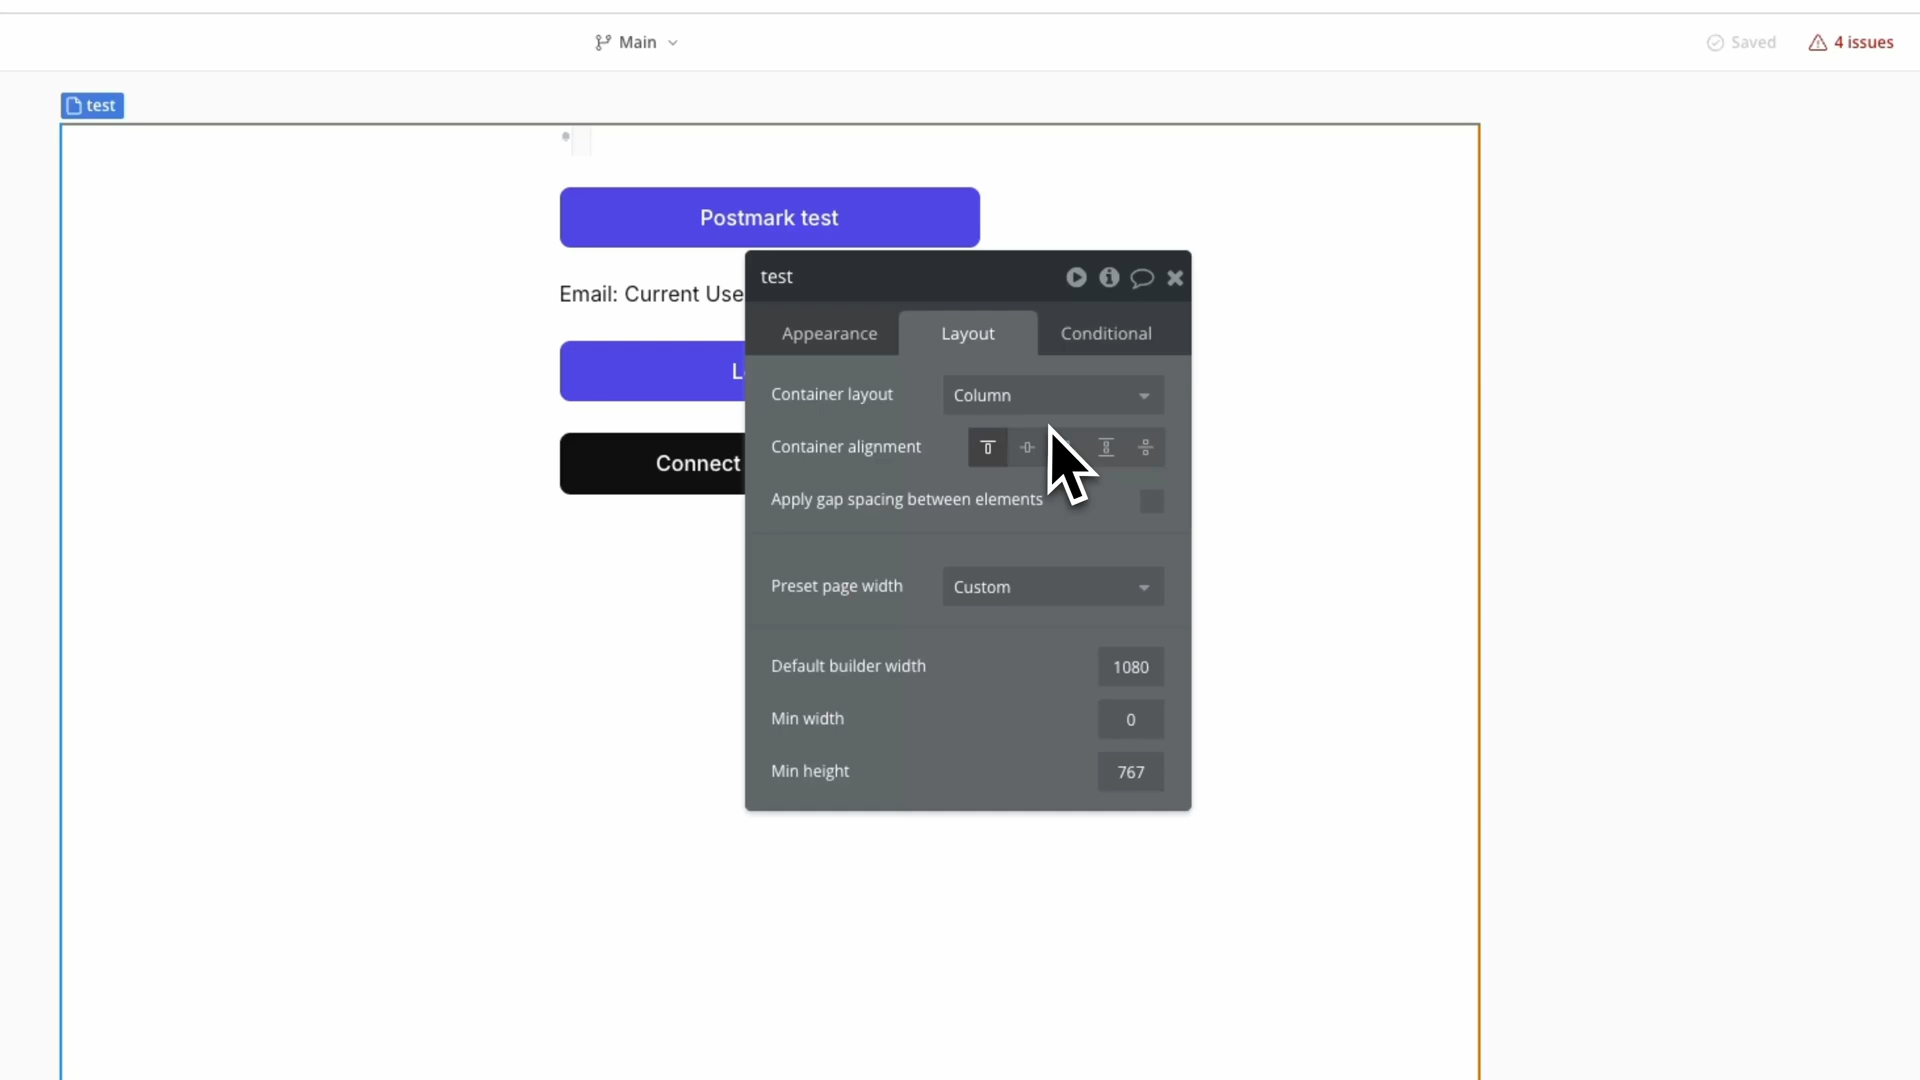 Main
Saved
4 issues
test
Postmark test
Email: Current Use
L
Connect
test
Appearance
Layout
Conditional
Container layout
Column
Container alignment
Apply gap spacing between elements
Preset page width
Custom
Default builder width
1080
Min width
0
Min height
767